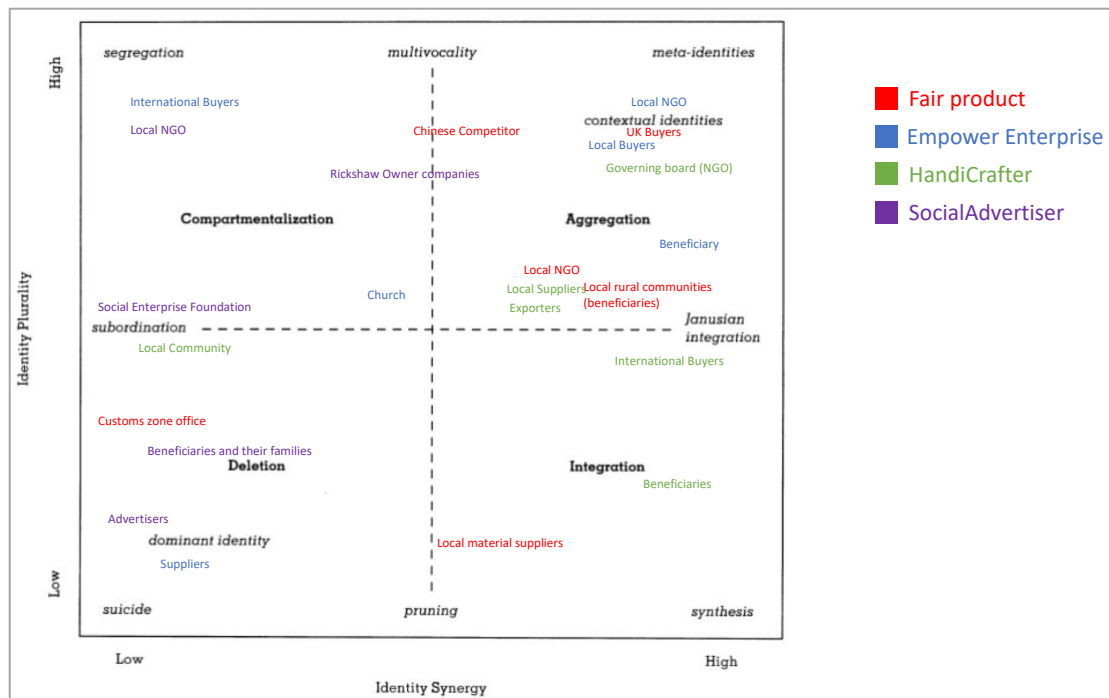 High
segregation
multivocality
meta-identities
International Buyers
Local NGO
Local NGO
Chinese Competitor
contextual identities
UK Buyers
Local Buyers
Rickshaw Owner companies
Governing board (NGO)
Compartmentalization
Aggregation
Beneficiary
Local NGO
Church
Local Suppliers
Local rural communities
(beneficiaries)
Exporters
Social Enterprise Foundation
subordination
Janusian
integration
Local Community
International Buyers
Identity Plurality
Customs zone office
Beneficiaries and their families
Deletion
Integration
Beneficiaries
Advertisers
dominant identity
Local material suppliers
Suppliers
Low
suicide
pruning
synthesis
Low
High
Identity Synergy
Fair product
Empower Enterprise
HandiCrafter
SocialAdvertiser